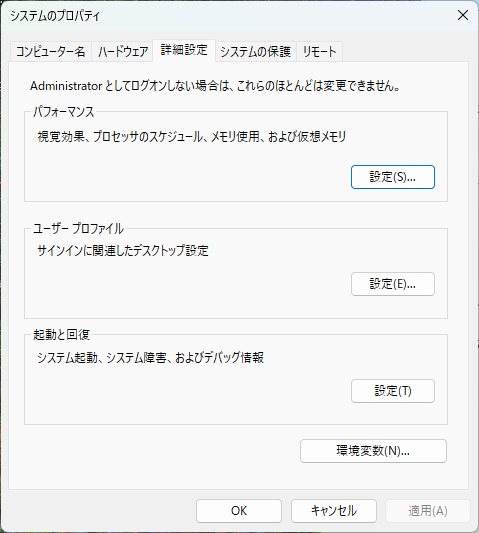 システムのプロパティ
コンピューター名 ハードウェア 詳細設定 システムの保護 リモート
Administrator としてログオンしない場合は、これらのほとんどは変更できません。
パフォーマンス
視覚効果、プロセッサのスケジュール、メモリ使用、および仮想メモリ
設定(S)...
ユーザー プロファイル
サインインに関連したデスクトップ設定
設定(E)...
起動と回復
システム起動、システム障害、およびデバッグ情報
設定(T)
環境変数(N)...
OK キャンセル 適用(A)